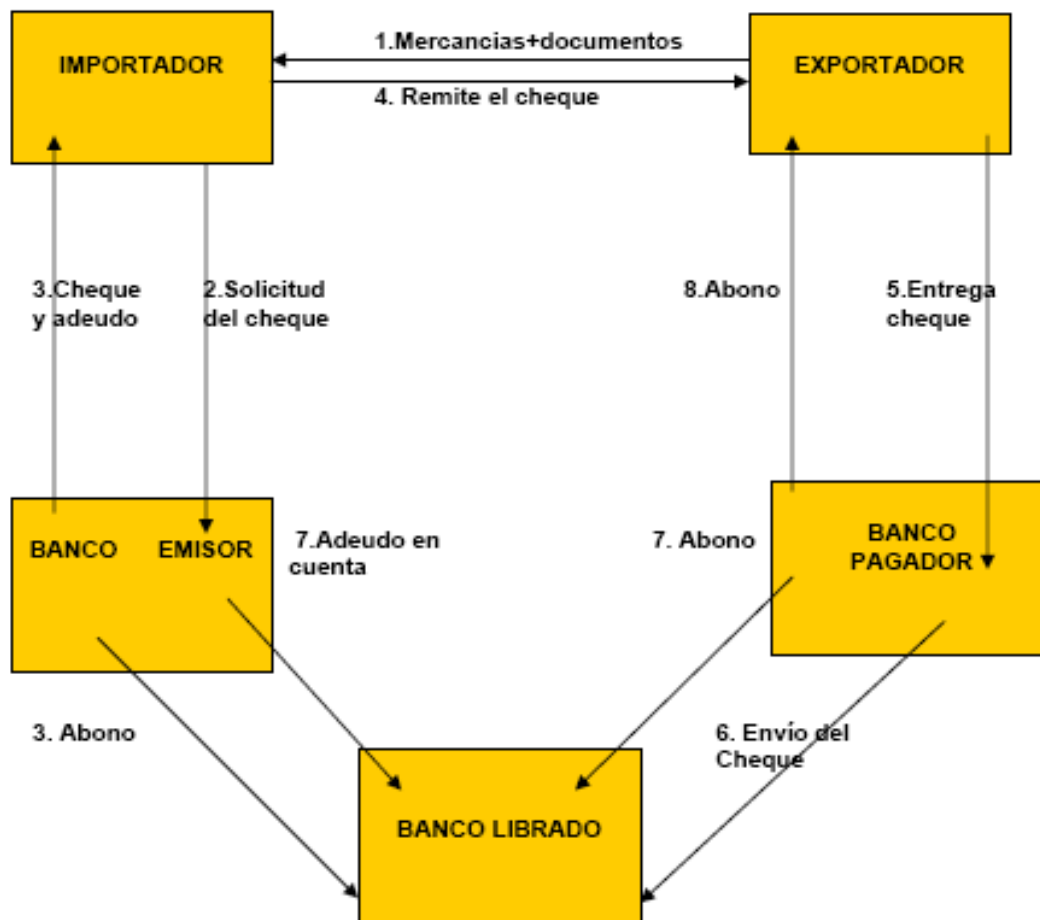 1.Mercancias+documentos
IMPORTADOR
EXPORTADOR
4. Remite el cheque
3.Cheque
y adeudo
2.Solicitud
del cheque
8.Abono
5.Entrega
cheque
BANCO EMISOR
7.Adeudo en
cuenta
7. Abono
BANCO
PAGADOR
3. Abono
6. Envío del
Cheque
BANCO LIBRADO